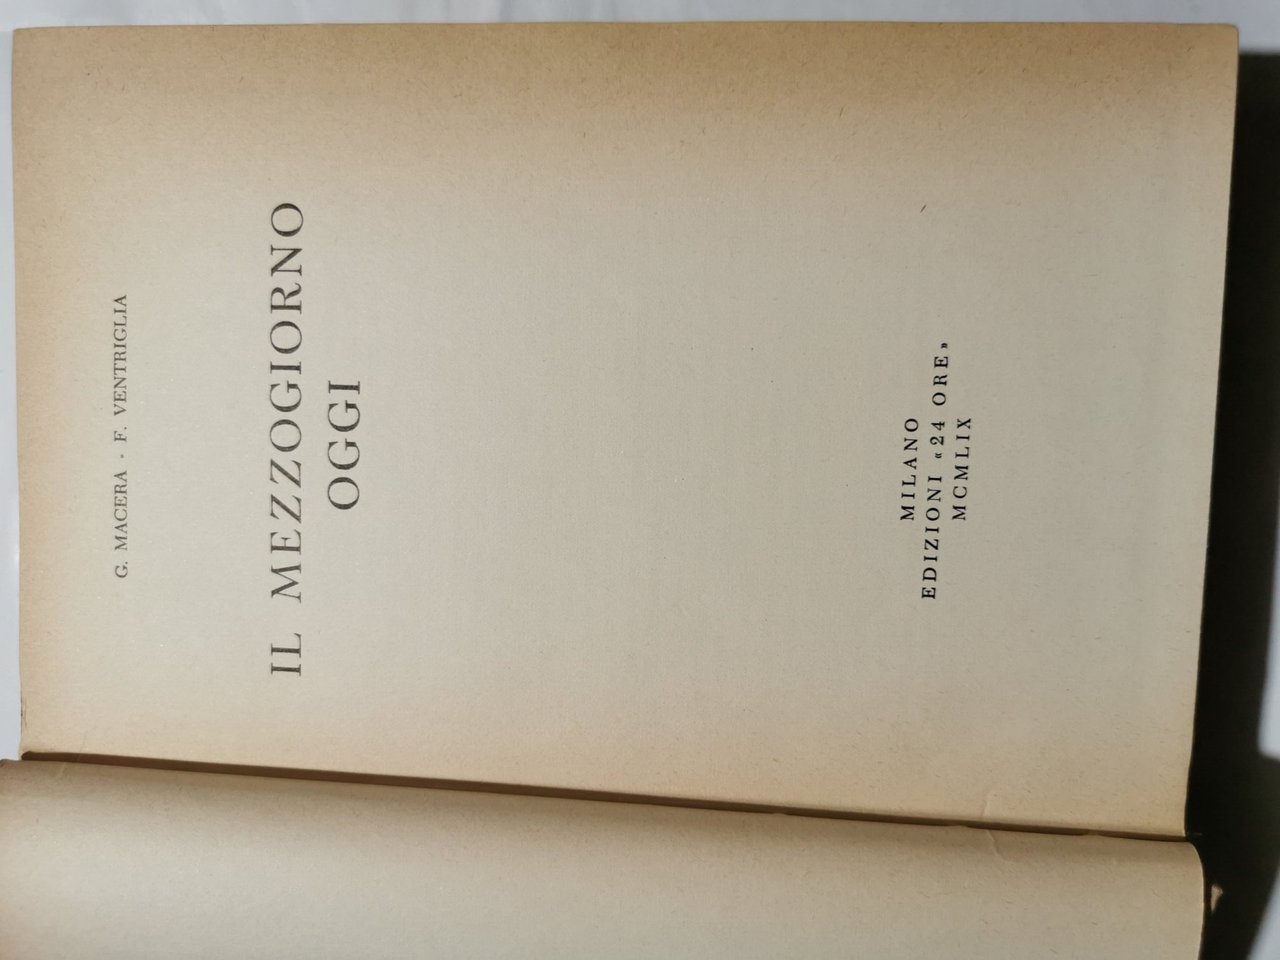 G. MACERA - F. VENTRIGLIA
IL MEZZOGIORNO
OGGI
MILANO
EDIZIONI «24 ORE»
MCMLIX